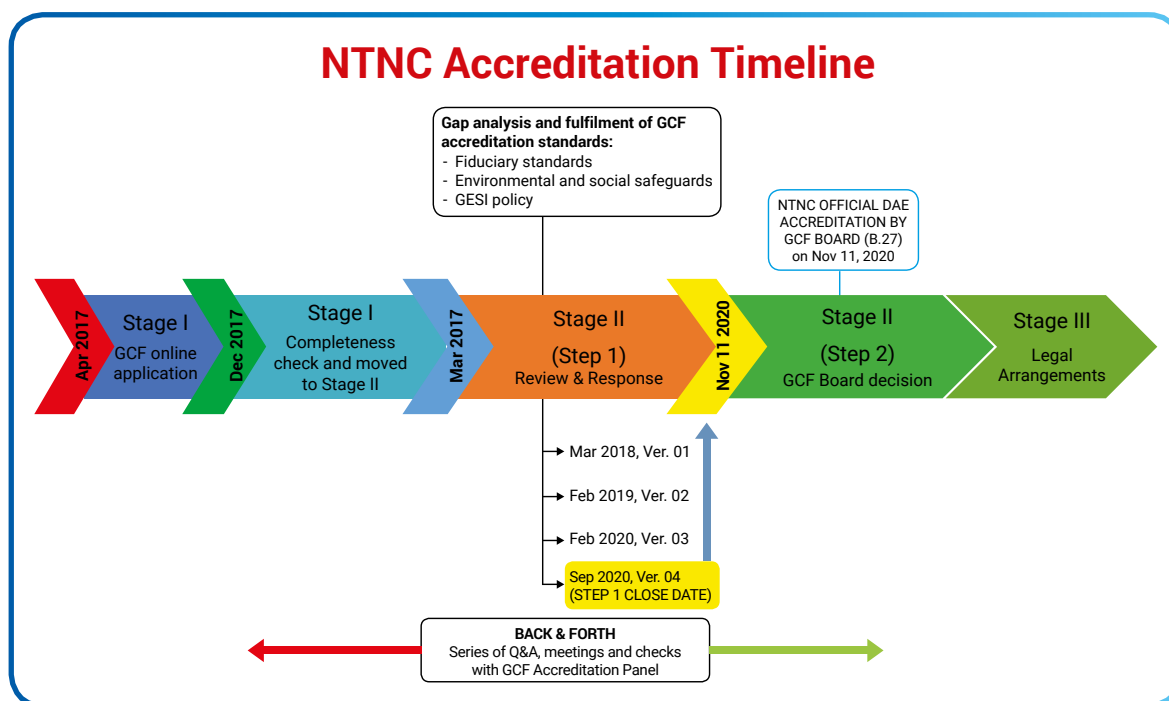 NTNC Accreditation Timeline
Gap analysis and fulfilment of GCF
accreditation standards:
- Fiduciary standards
- Environmental and social safeguards
- GESI policy
NTNC OFFICIAL DAE
ACCREDITATION BY
GCF BOARD (B.27)
on Nov 11, 2020
Apr 2017
Stage I
GCF online
application
Dec 2017
Stage I
Completeness
check and moved
to Stage II
Mar 2017
Stage II
(Step 1)
Review & Response
Nov 11 2020
Stage II
(Step 2)
GCF Board decision
Stage III
Legal
Arrangements
Mar 2018, Ver. 01
Feb 2019, Ver. 02
Feb 2020, Ver. 03
Sep 2020, Ver. 04
(STEP 1 CLOSE DATE)
BACK & FORTH
Series of Q&A, meetings and checks
with GCF Accreditation Panel